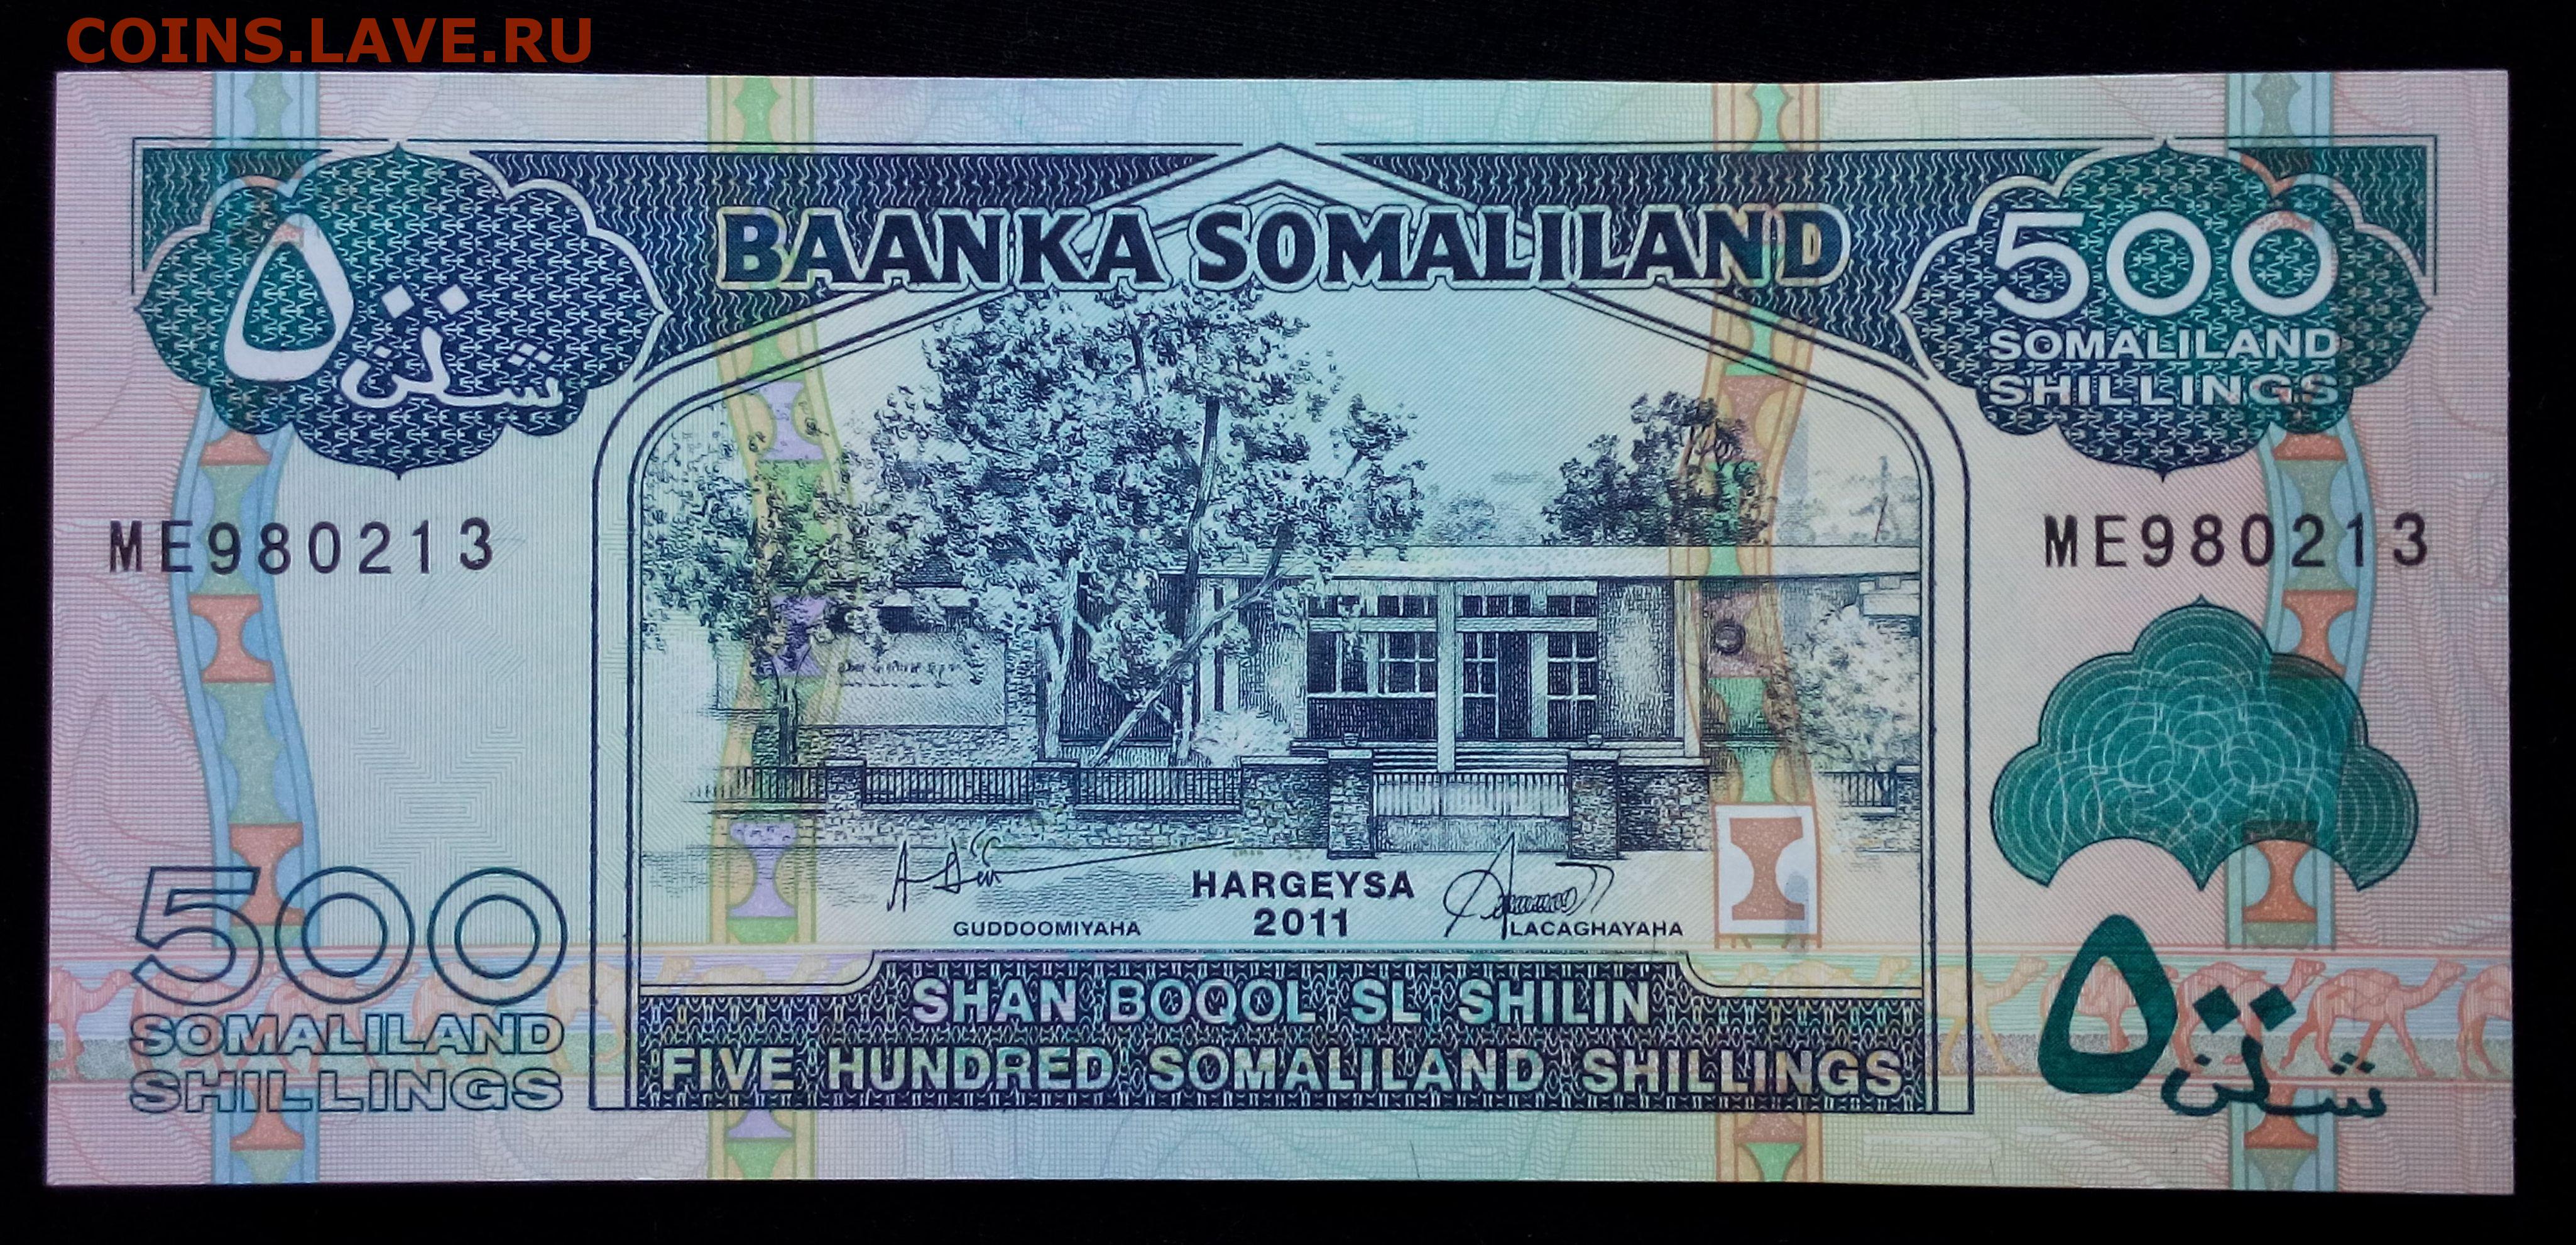 COINS.LAVE.RU
BAANKA SOMALILAND
٥٠٠
شلن
500
SOMALILAND
SHILLINGS
ME980213
ME980213
HARGEYSA
2011
GUDDOOMIYAHA
LACAGHAYAHA
500
SOMALILAND
SHILLINGS
SHAN BOQOL SL SHILIN
FIVE HUNDRED SOMALILAND SHILLINGS
٥٠٠
شلن